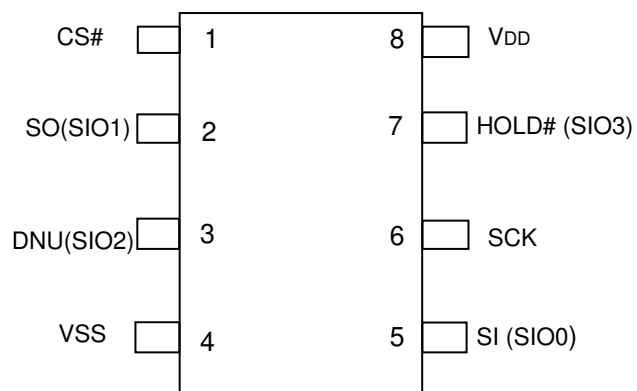 CS# 1 8 VDD
SO(SIO1) 2 7 HOLD# (SIO3)
DNU(SIO2) 3 6 SCK
VSS 4 5 SI (SIO0)